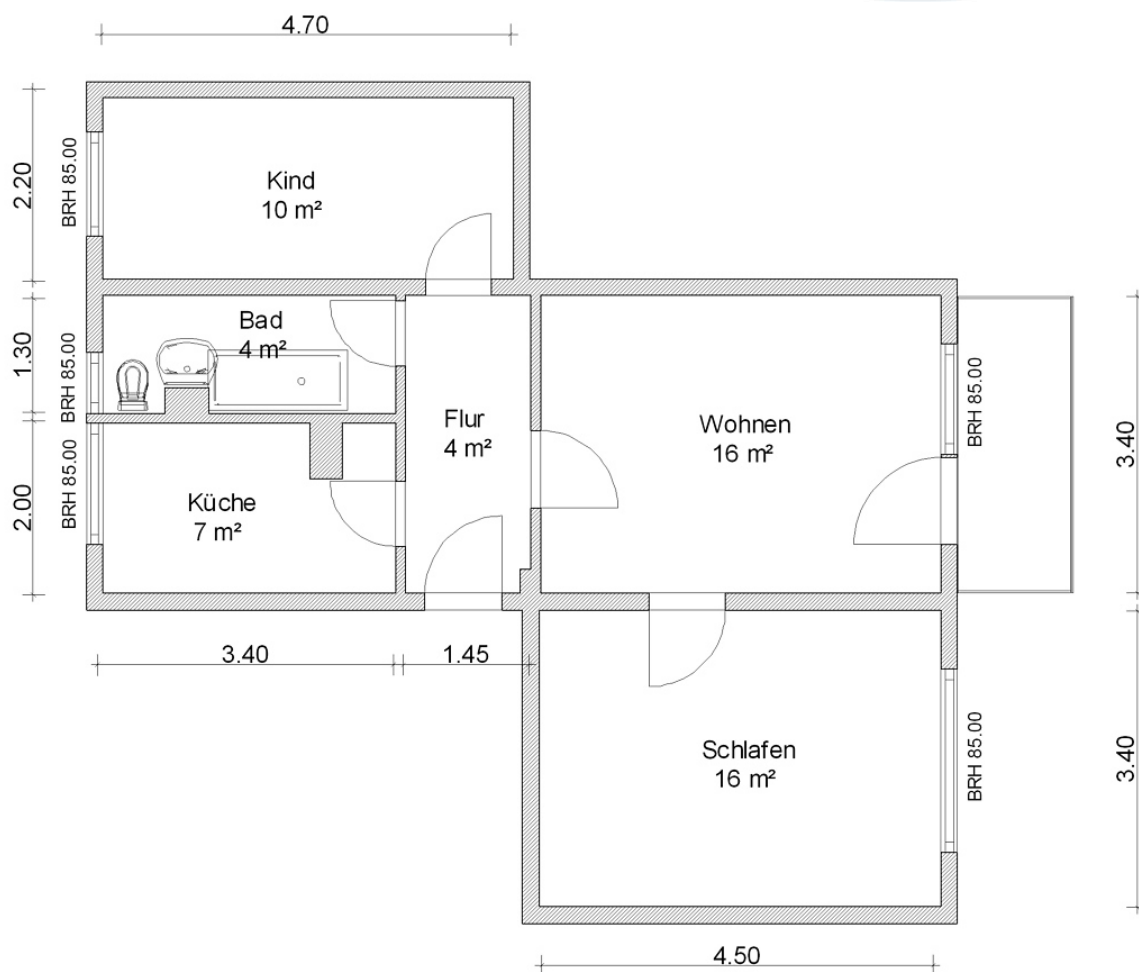 4.70
2.20
BRH 85.00
Kind
10 m²
1.30
BRH 85.00
Bad
4 m²
2.00
BRH 85.00
Küche
7 m²
Flur
4 m²
Wohnen
16 m²
BRH 85.00
3.40
3.40
1.45
Schlafen
16 m²
BRH 85.00
3.40
4.50